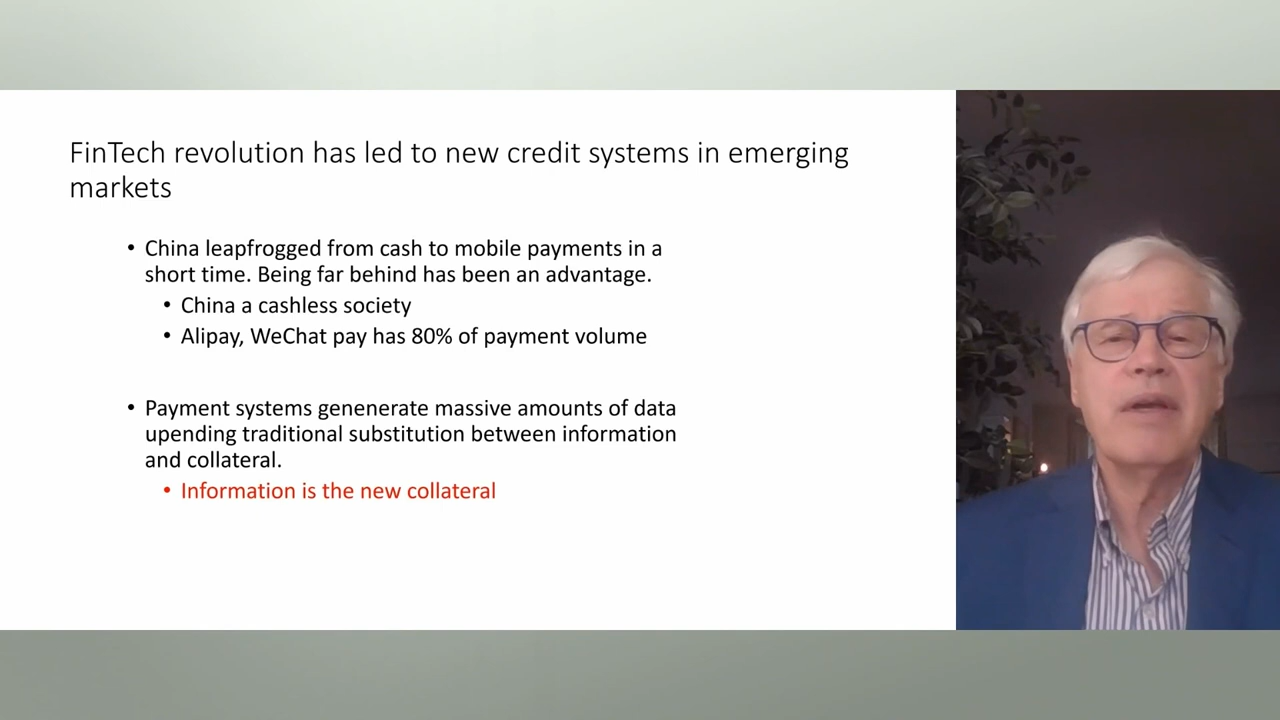 FinTech revolution has led to new credit systems in emerging
markets
• China leapfrogged from cash to mobile payments in a
short time. Being far behind has been an advantage.
• China a cashless society
• Alipay, WeChat pay has 80% of payment volume
• Payment systems genenerate massive amounts of data
upending traditional substitution between information
and collateral.
• Information is the new collateral